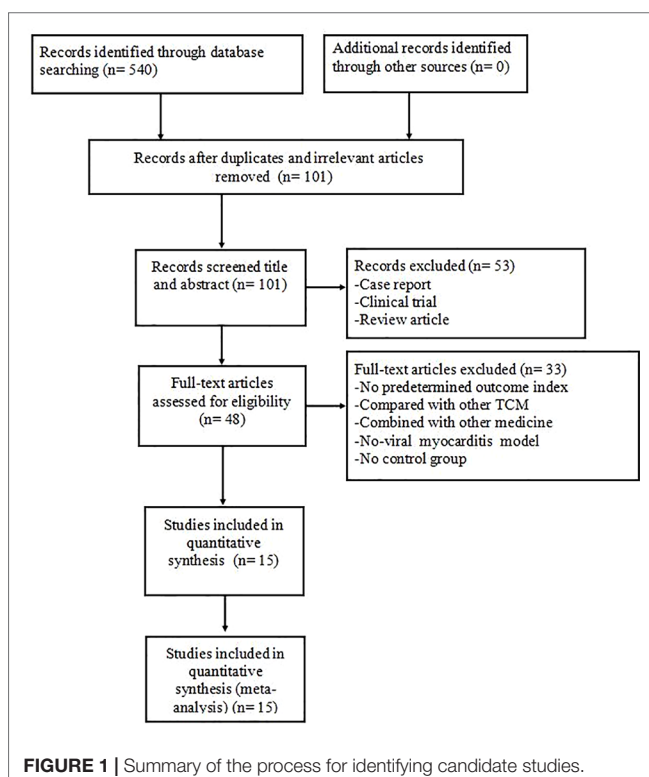 Records identified through database
searching (n= 540)
Additional records identified
through other sources (n= 0)
Records after duplicates and irrelevant articles
removed (n= 101)
Records screened title
and abstract (n= 101)
Records excluded (n= 53)
-Case report
-Clinical trial
-Review article
Full-text articles
assessed for eligibility
(n= 48)
Full-text articles excluded (n= 33)
-No predetermined outcome index
-Compared with other TCM
-Combined with other medicine
-No-viral myocarditis model
-No control group
Studies included in
quantitative
synthesis (n= 15)
Studies included in
quantitative
synthesis (meta-
analysis) (n= 15)
FIGURE 1 | Summary of the process for identifying candidate studies.